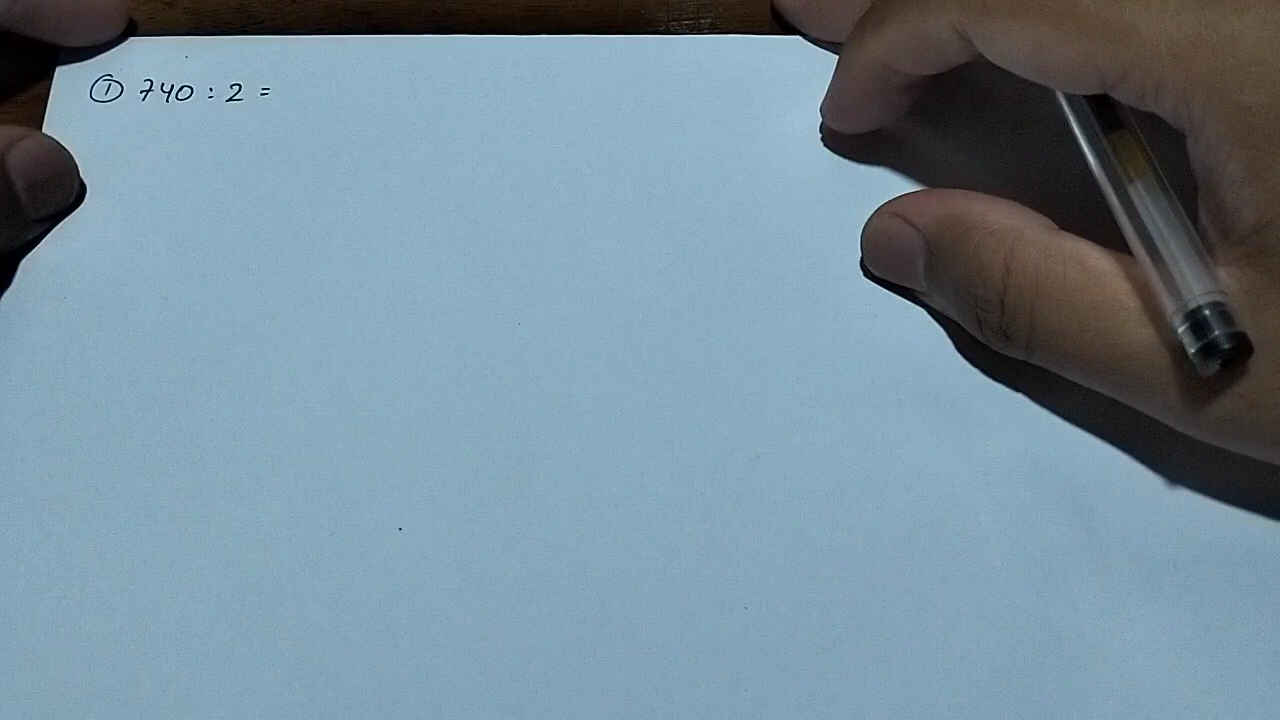 ① 740 : 2 =